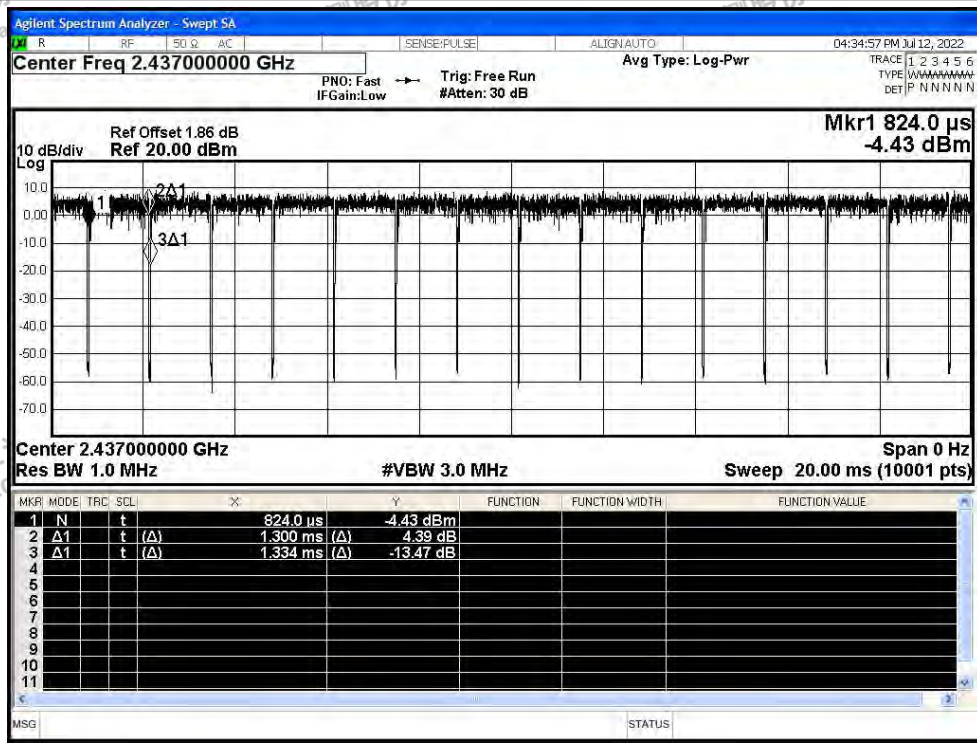 Agilent Spectrum Analyzer - Swept SA
R RF 50 Ω AC SENSE:PULSE ALIGNAUTO 04:34:57 PM Jul 12, 2022
Center Freq 2.437000000 GHz Avg Type: Log-Pwr TRACE 1 2 3 4 5 6
PNO: Fast Trig: Free Run TYPE WWWWWW
IFGain:Low #Atten: 30 dB DET P N N N N N
Mkr1 824.0 µs
Ref Offset 1.86 dB
10 dB/div Ref 20.00 dBm -4.43 dBm
Log
10.0
0.00
-10.0
-20.0
-30.0
-40.0
-50.0
-60.0
-70.0
1
2Δ1
3Δ1
Center 2.437000000 GHz Span 0 Hz
Res BW 1.0 MHz #VBW 3.0 MHz Sweep 20.00 ms (10001 pts)
MKR MODE TRC SCL X Y FUNCTION FUNCTION WIDTH FUNCTION VALUE
1 N t 824.0 µs -4.43 dBm
2 Δ1 t (Δ) 1.300 ms (Δ) 4.39 dB
3 Δ1 t (Δ) 1.334 ms (Δ) -13.47 dB
4
5
6
7
8
9
10
11
MSG STATUS